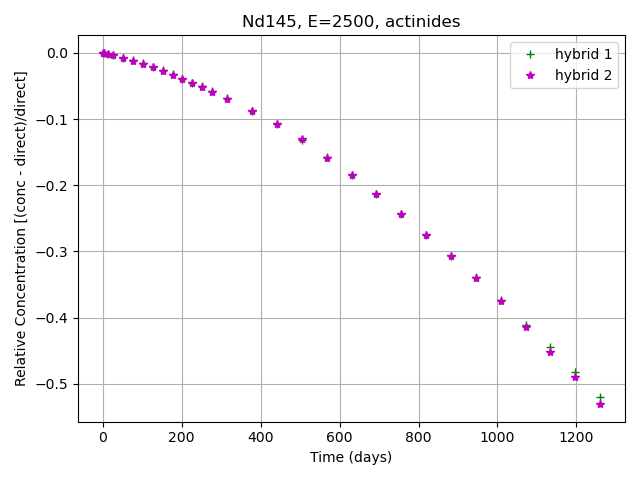 Nd145, E=2500, actinides
hybrid 1
hybrid 2
Relative Concentration [(conc - direct)/direct]
0.0
−0.1
−0.2
−0.3
−0.4
−0.5
0 200 400 600 800 1000 1200
Time (days)